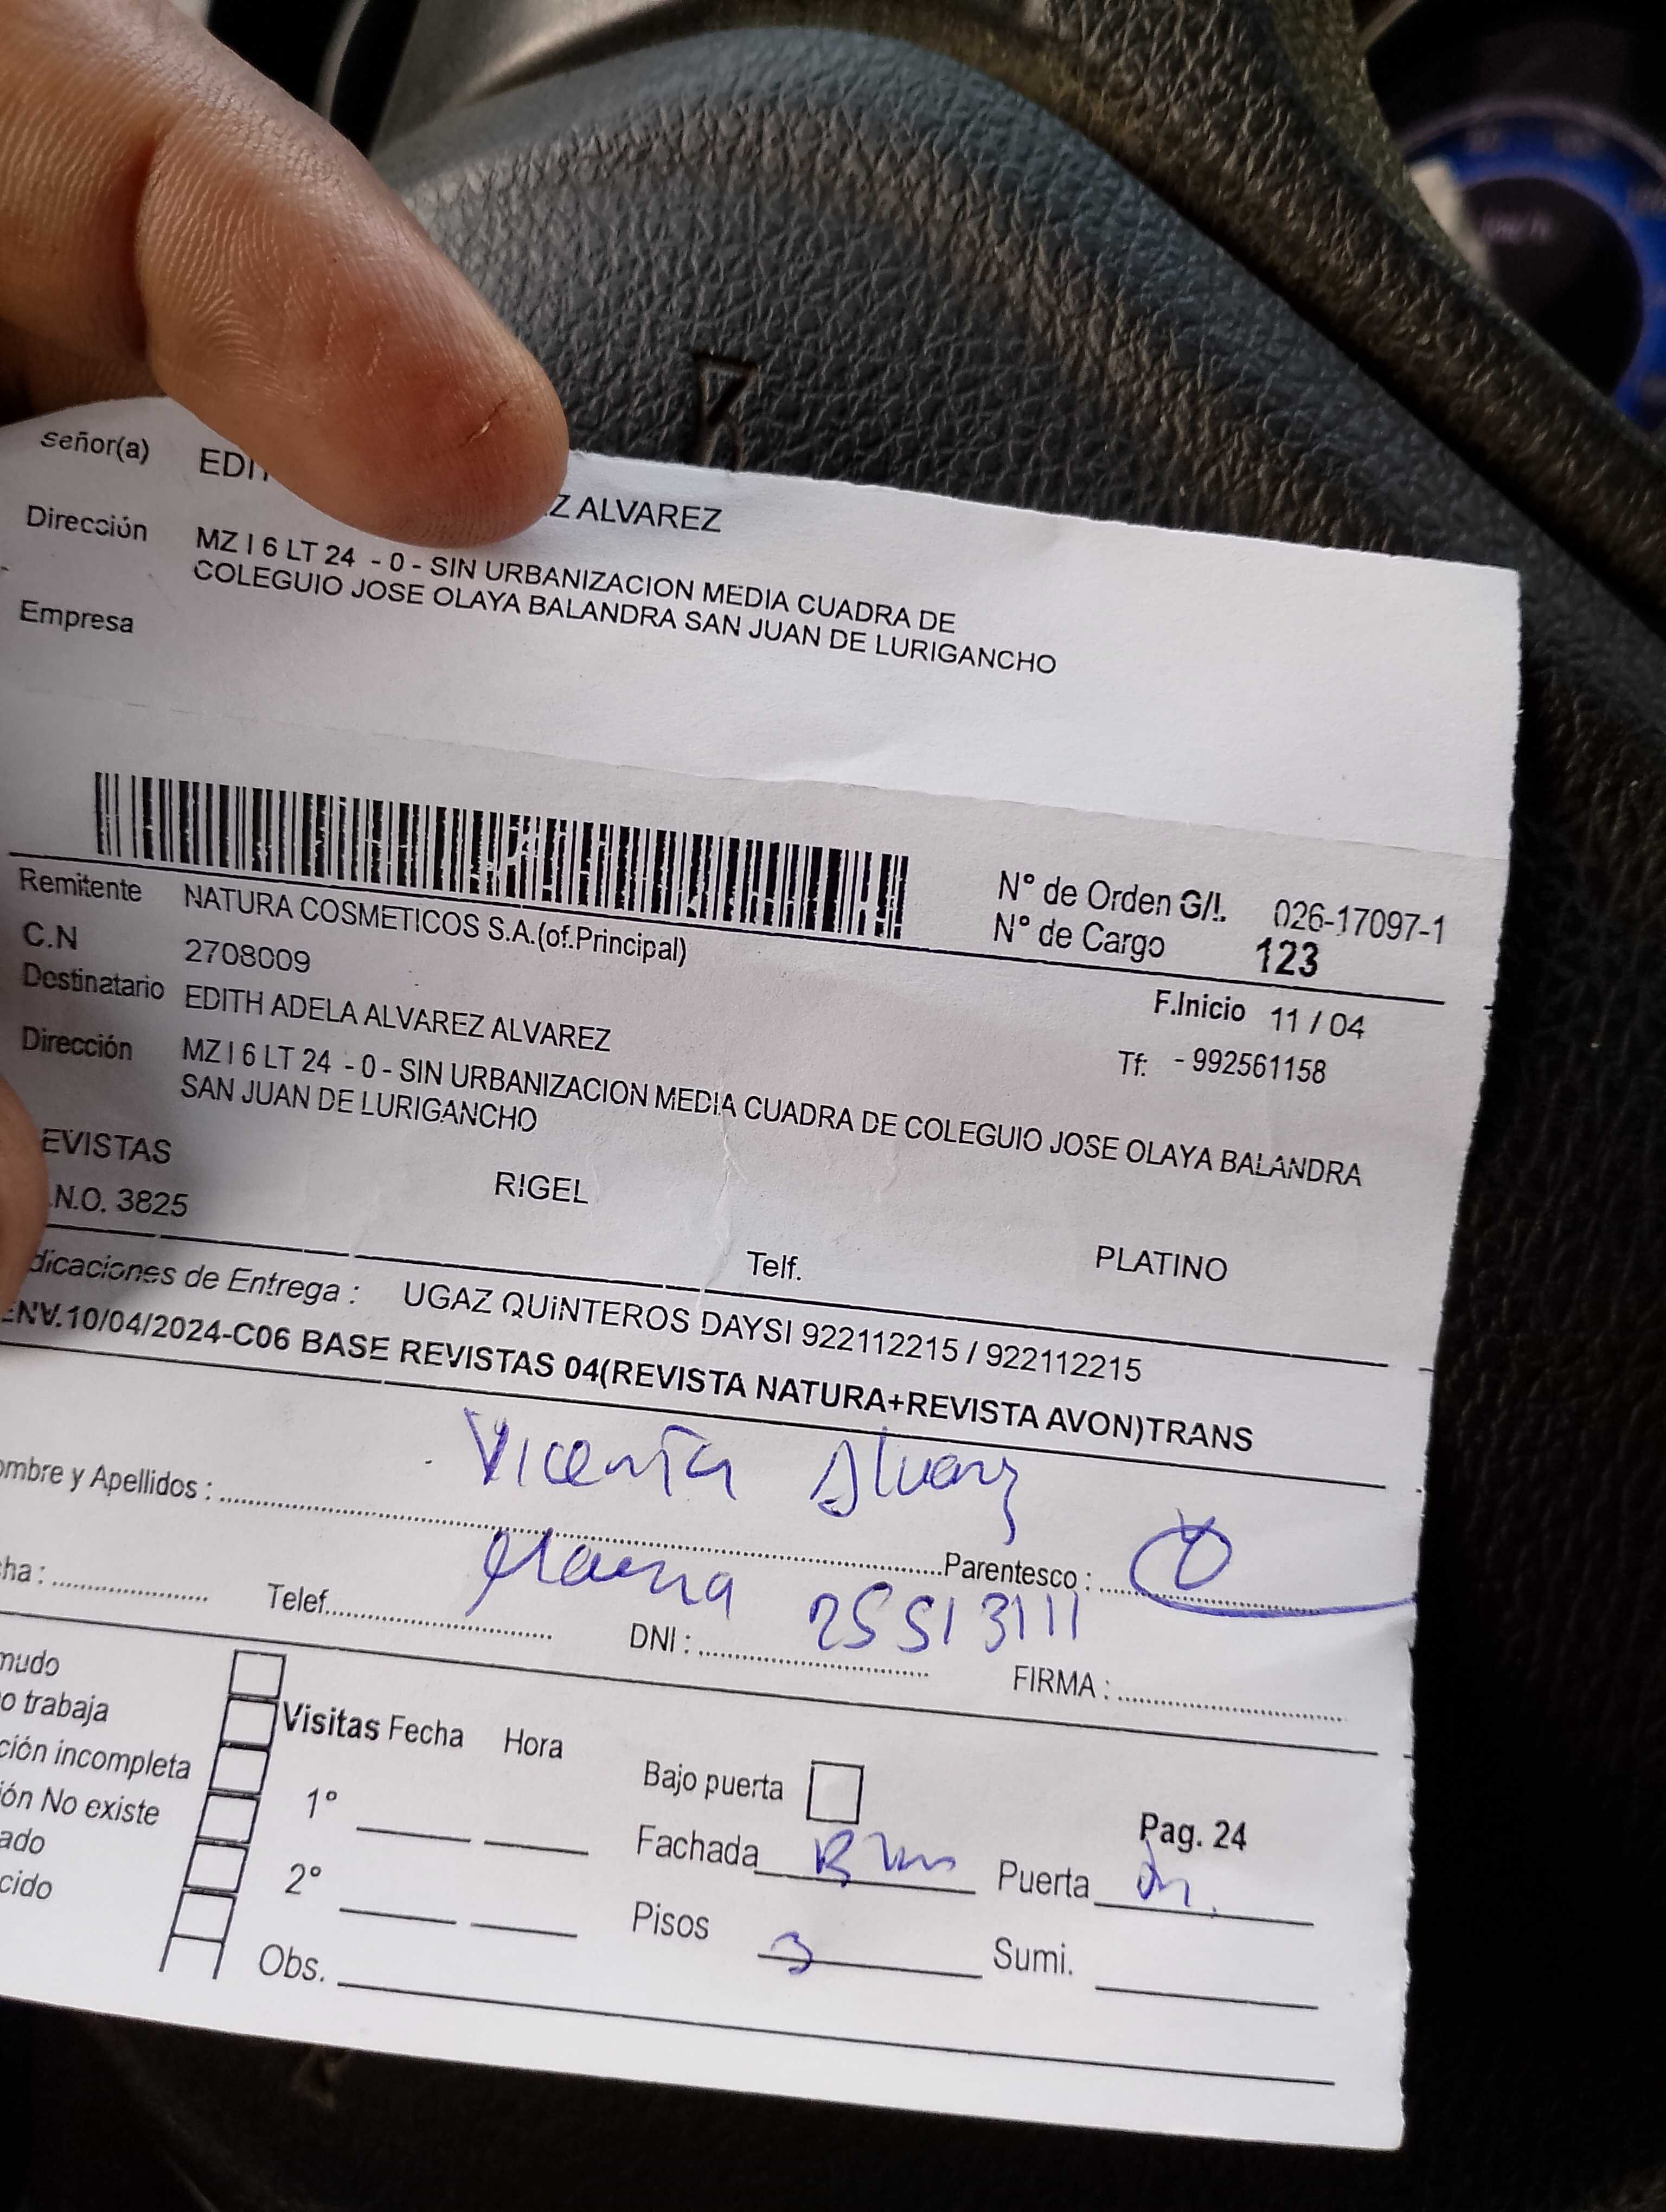 Señor(a) EDIT Z ALVAREZ
Dirección MZ I 6 LT 24 - 0 - SIN URBANIZACION MEDIA CUADRA DE
COLEGUIO JOSE OLAYA BALANDRA SAN JUAN DE LURIGANCHO
Empresa
N° de Orden G/L 026-17097-1
N° de Cargo 123
Remitente NATURA COSMETICOS S.A.(of.Principal)
C.N 2708009
F.Inicio 11 / 04
Destinatario EDITH ADELA ALVAREZ ALVAREZ
Tf: - 992561158
Dirección MZ I 6 LT 24 - 0 - SIN URBANIZACION MEDIA CUADRA DE COLEGUIO JOSE OLAYA BALANDRA
SAN JUAN DE LURIGANCHO
EVISTAS
.N.O. 3825 RIGEL Telf. PLATINO
dicaciones de Entrega : UGAZ QUINTEROS DAYSI 922112215 / 922112215
ENV.10/04/2024-C06 BASE REVISTAS 04(REVISTA NATURA+REVISTA AVON)TRANS
ombre y Apellidos : Vicenta Alvarez Parentesco :
cha : Telef. DNI : 25513111 FIRMA :
mudo
o trabaja
ción incompleta
ón No existe
ado
cido
Visitas Fecha Hora
1°
2°
Obs.
Bajo puerta
Pag. 24
Fachada Puerta
Pisos 3 Sumi.